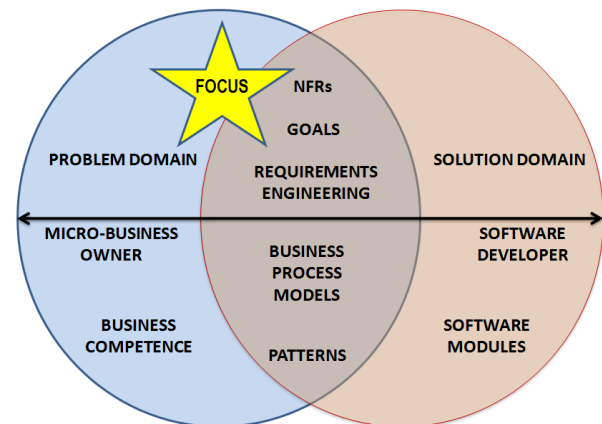 FOCUS
NFRs
GOALS
PROBLEM DOMAIN
SOLUTION DOMAIN
REQUIREMENTS
ENGINEERING
MICRO-BUSINESS
OWNER
SOFTWARE
DEVELOPER
BUSINESS
PROCESS
MODELS
BUSINESS
COMPETENCE
SOFTWARE
MODULES
PATTERNS